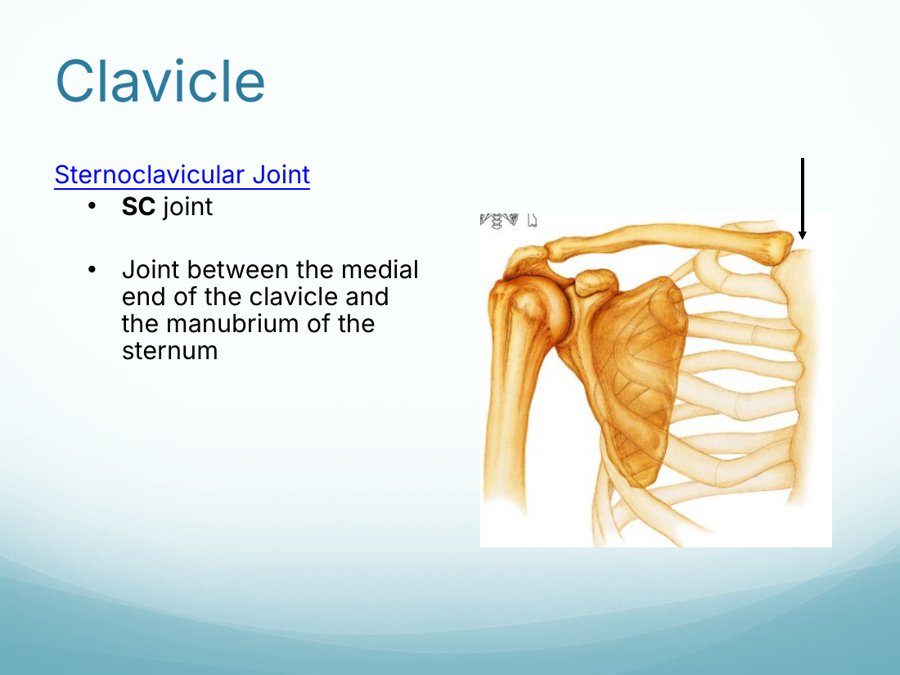 Clavicle
Sternoclavicular Joint
• SC joint
• Joint between the medial
end of the clavicle and
the manubrium of the
sternum